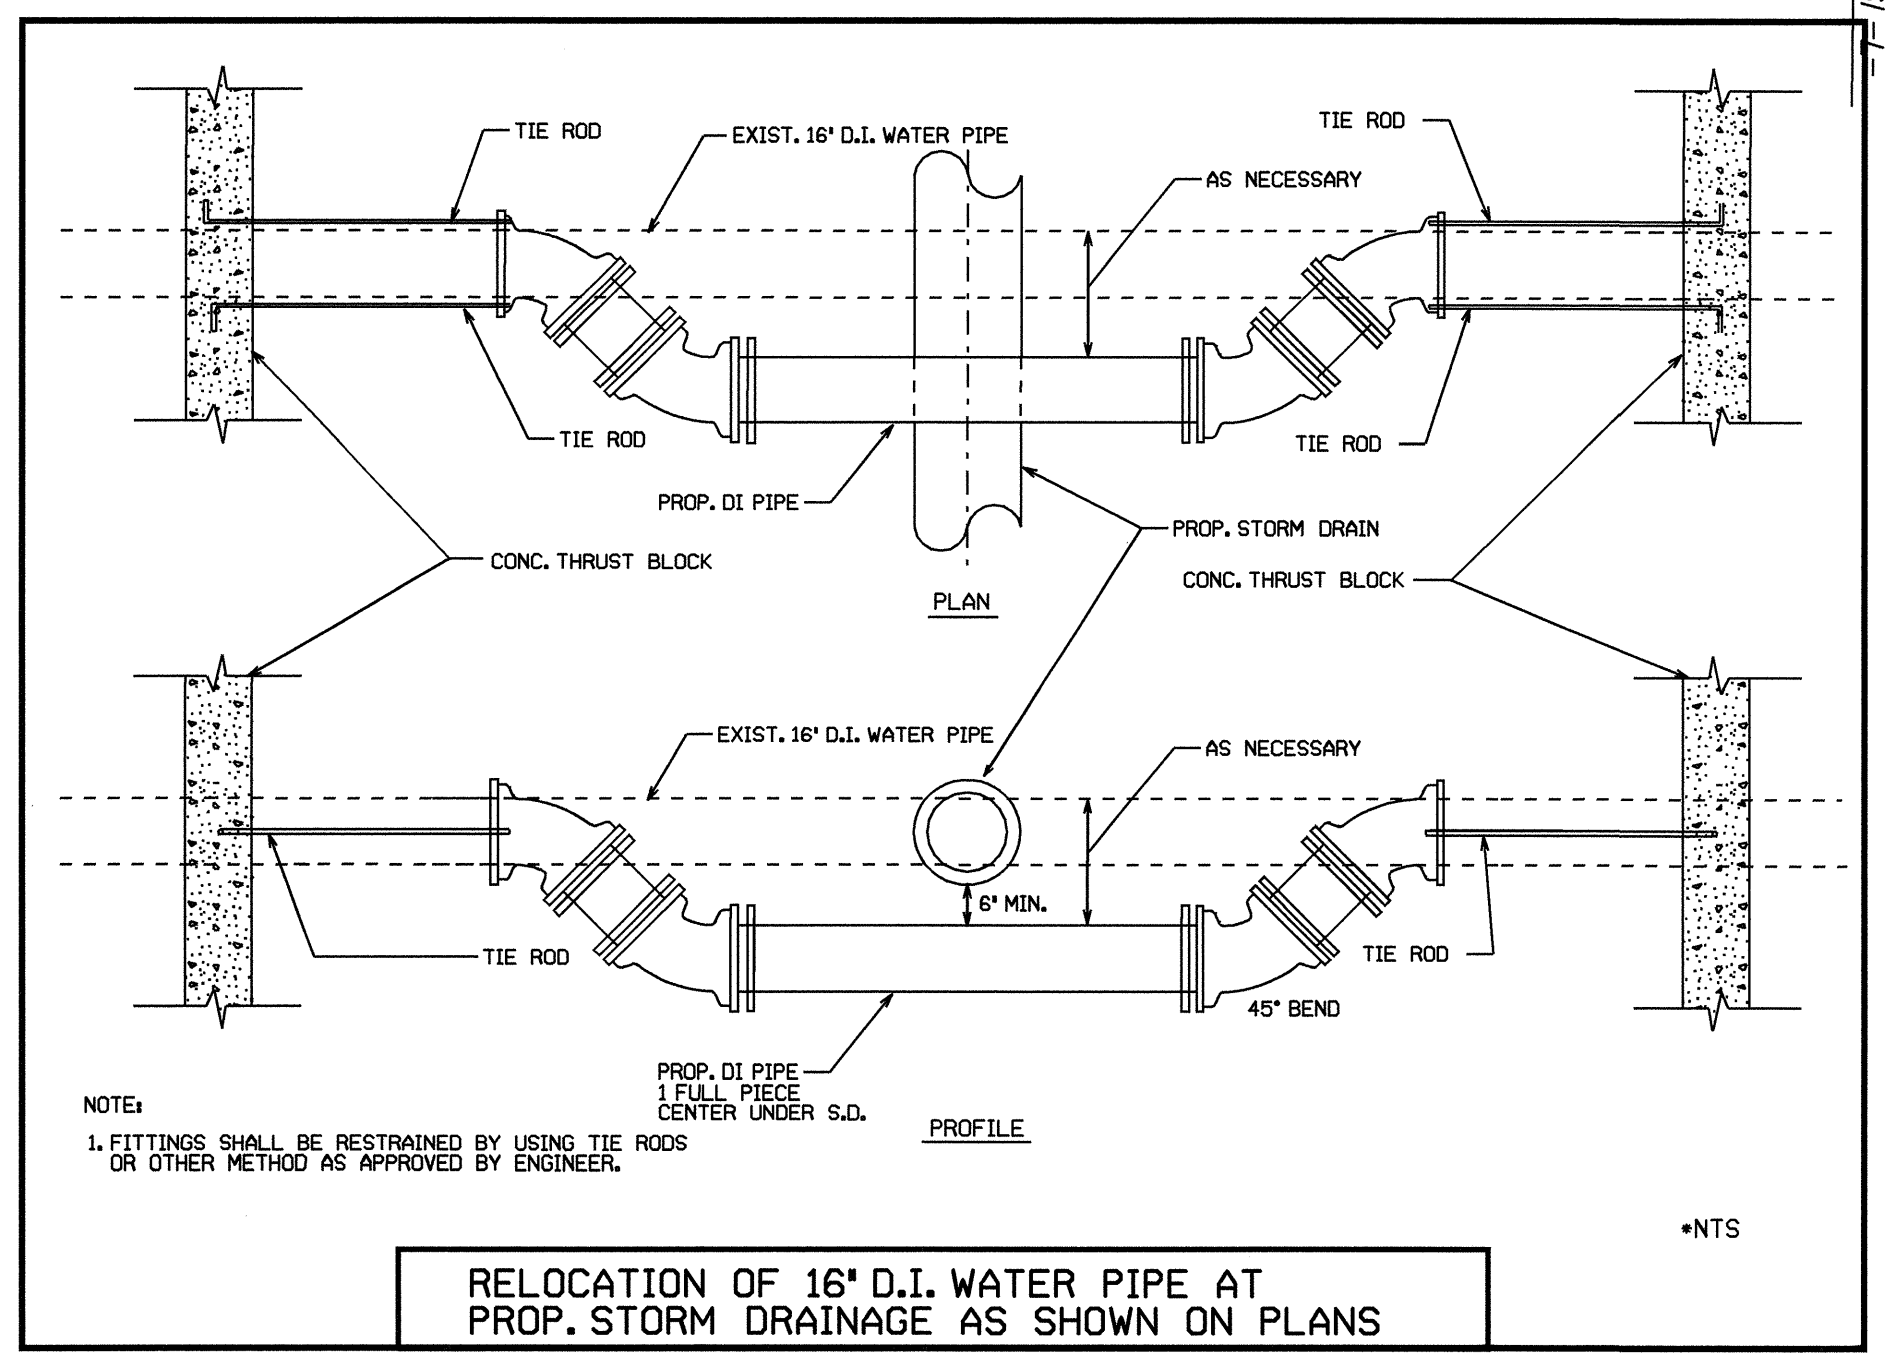 TIE ROD
EXIST. 16" D.I. WATER PIPE
TIE ROD
AS NECESSARY
TIE ROD
TIE ROD
PROP. DI PIPE
PROP. STORM DRAIN
CONC. THRUST BLOCK
CONC. THRUST BLOCK
PLAN
EXIST. 16" D.I. WATER PIPE
AS NECESSARY
6" MIN.
TIE ROD
TIE ROD
45° BEND
PROP. DI PIPE
1 FULL PIECE
CENTER UNDER S.D.
PROFILE
NOTE:
1. FITTINGS SHALL BE RESTRAINED BY USING TIE RODS
OR OTHER METHOD AS APPROVED BY ENGINEER.
*NTS
RELOCATION OF 16" D.I. WATER PIPE AT
PROP. STORM DRAINAGE AS SHOWN ON PLANS